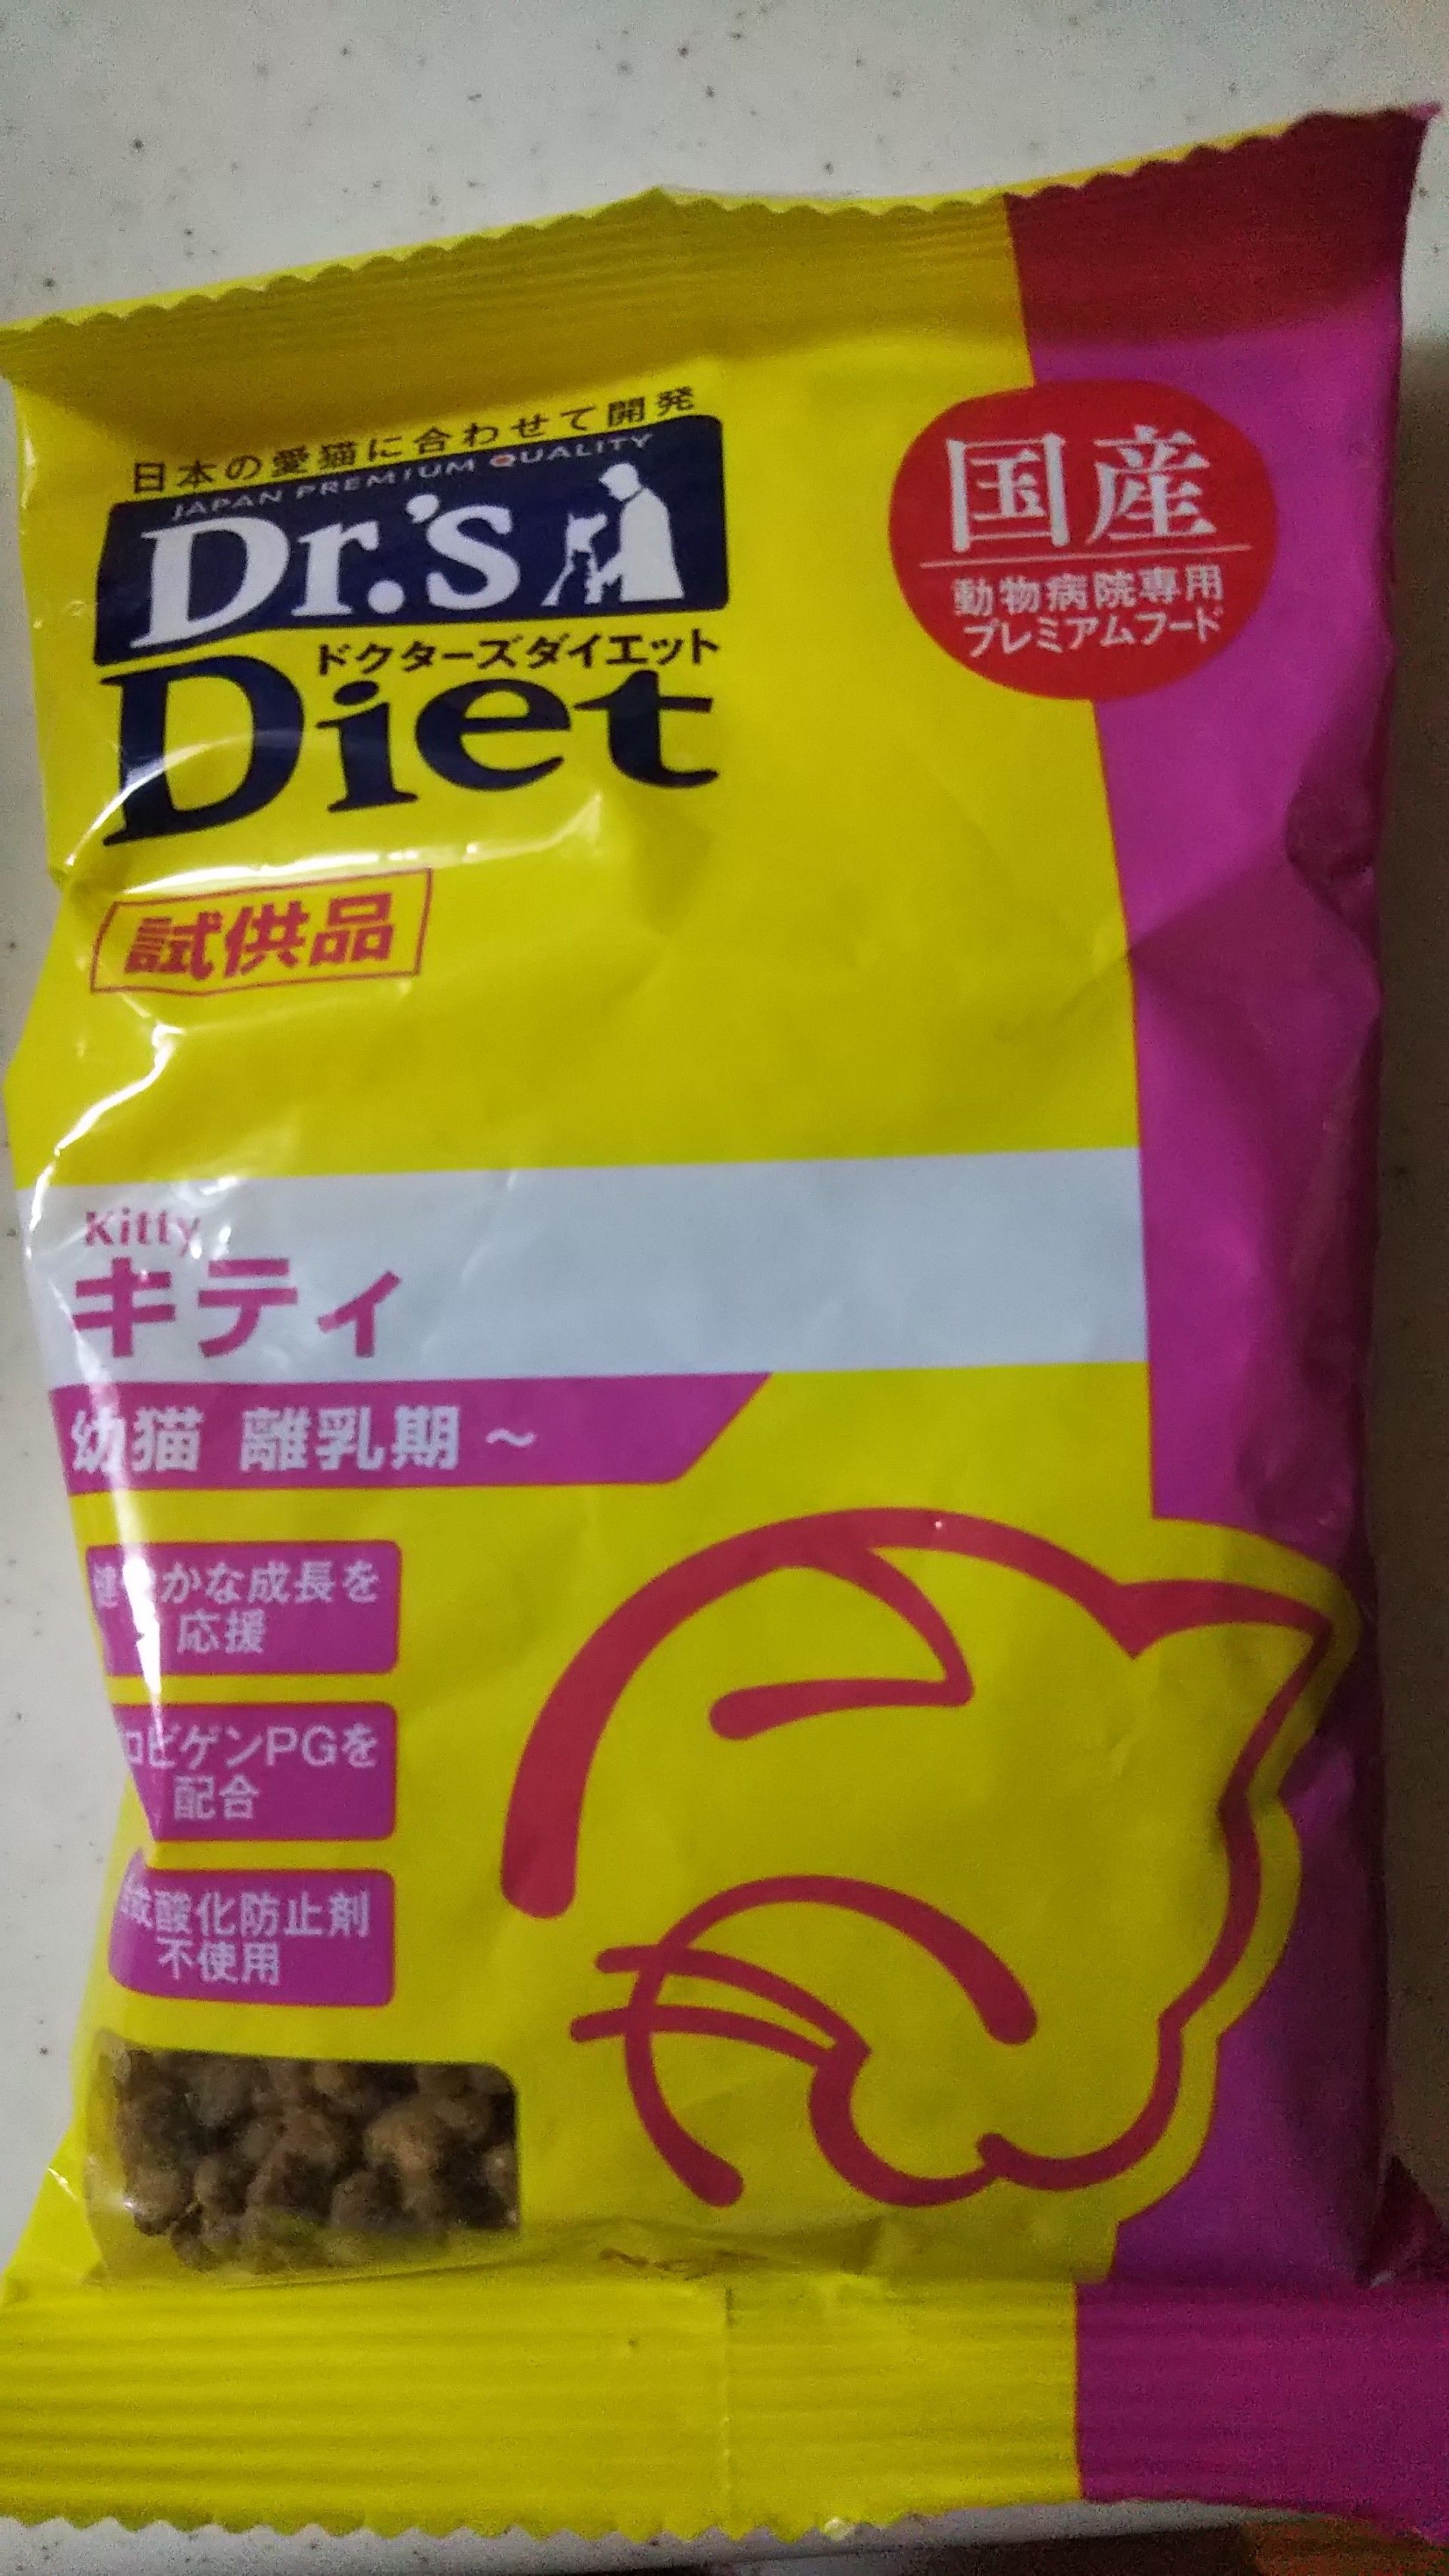 日本の愛猫に合わせて開発
JAPAN PREMIUM QUALITY
Dr.'s
ドクターズダイエット
Diet
国産
動物病院専用
プレミアムフード
試供品
Kitty
キティ
幼猫 離乳期～
かな成長を
応援
ロビゲンPGを
配合
酸化防止剤
不使用